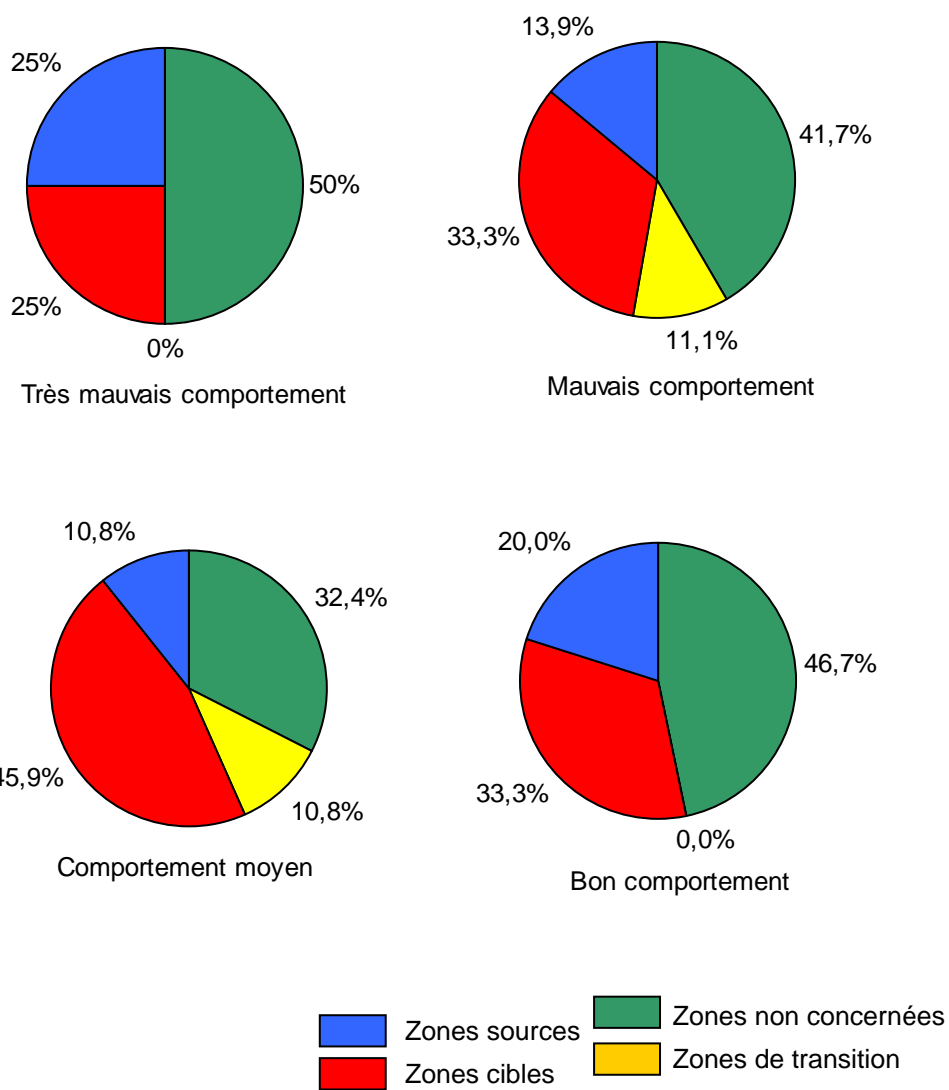 25%
50%
25%
0%
Très mauvais comportement
13,9%
41,7%
33,3%
11,1%
Mauvais comportement
10,8%
32,4%
45,9%
10,8%
Comportement moyen
20,0%
46,7%
33,3%
0,0%
Bon comportement
Zones sources
Zones non concernées
Zones cibles
Zones de transition